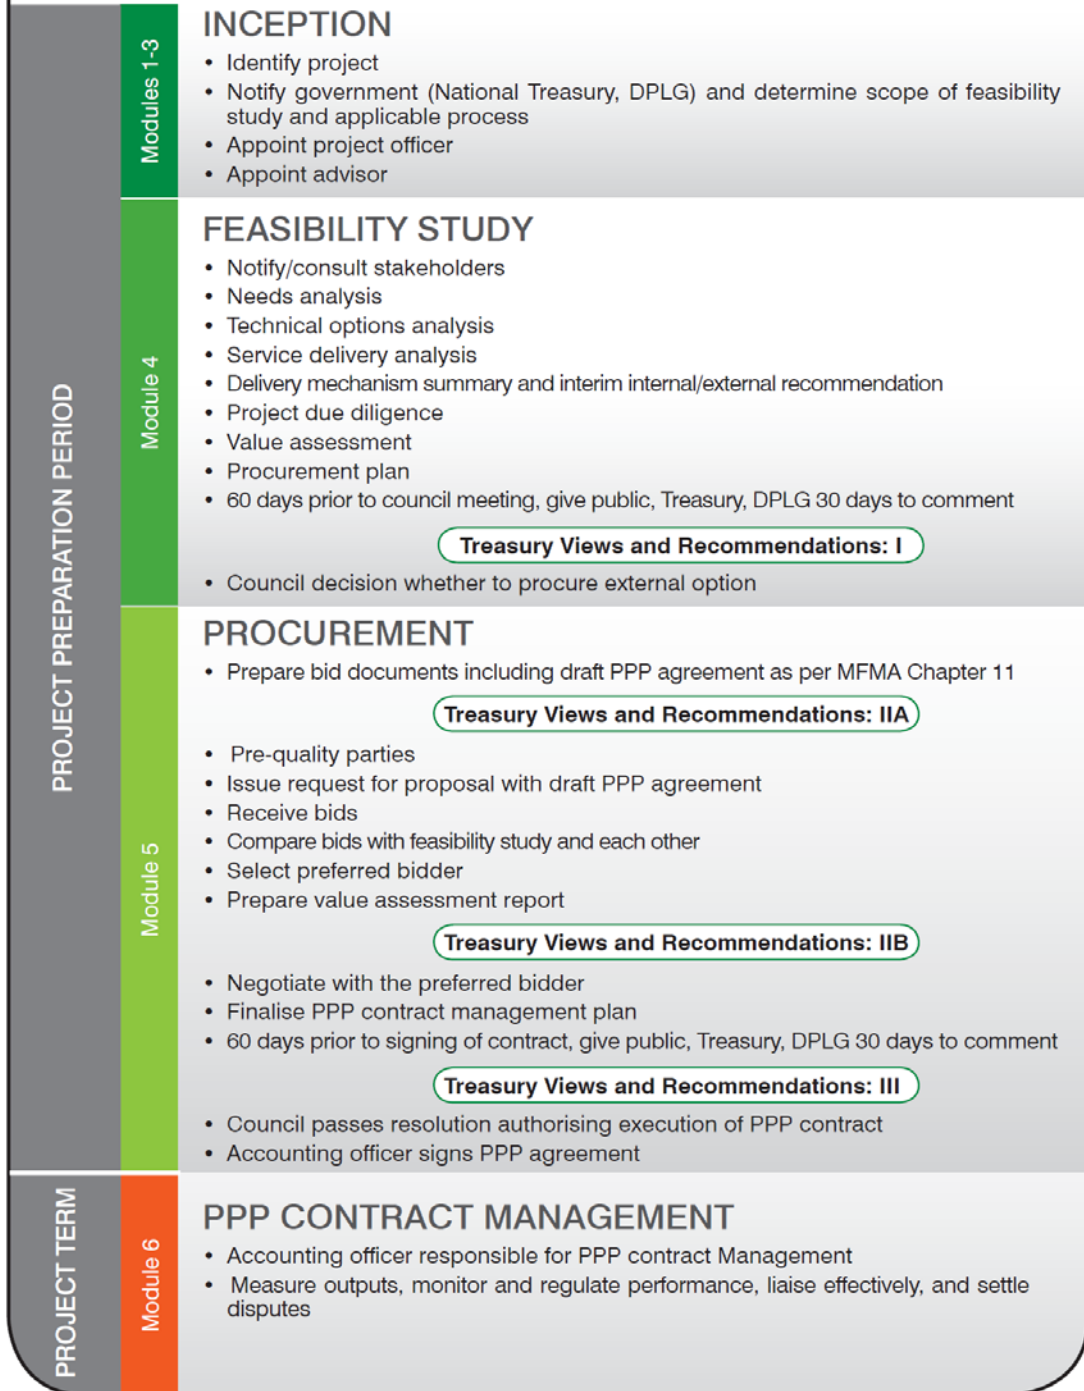 PROJECT PREPARATION PERIOD
Modules 1-3
INCEPTION
• Identify project
• Notify government (National Treasury, DPLG) and determine scope of feasibility
study and applicable process
• Appoint project officer
• Appoint advisor
Module 4
FEASIBILITY STUDY
• Notify/consult stakeholders
• Needs analysis
• Technical options analysis
• Service delivery analysis
• Delivery mechanism summary and interim internal/external recommendation
• Project due diligence
• Value assessment
• Procurement plan
• 60 days prior to council meeting, give public, Treasury, DPLG 30 days to comment
Treasury Views and Recommendations: I
• Council decision whether to procure external option
Module 5
PROCUREMENT
• Prepare bid documents including draft PPP agreement as per MFMA Chapter 11
Treasury Views and Recommendations: IIA
• Pre-quality parties
• Issue request for proposal with draft PPP agreement
• Receive bids
• Compare bids with feasibility study and each other
• Select preferred bidder
• Prepare value assessment report
Treasury Views and Recommendations: IIB
• Negotiate with the preferred bidder
• Finalise PPP contract management plan
• 60 days prior to signing of contract, give public, Treasury, DPLG 30 days to comment
Treasury Views and Recommendations: III
• Council passes resolution authorising execution of PPP contract
• Accounting officer signs PPP agreement
PROJECT TERM
Module 6
PPP CONTRACT MANAGEMENT
• Accounting officer responsible for PPP contract Management
• Measure outputs, monitor and regulate performance, liaise effectively, and settle
disputes